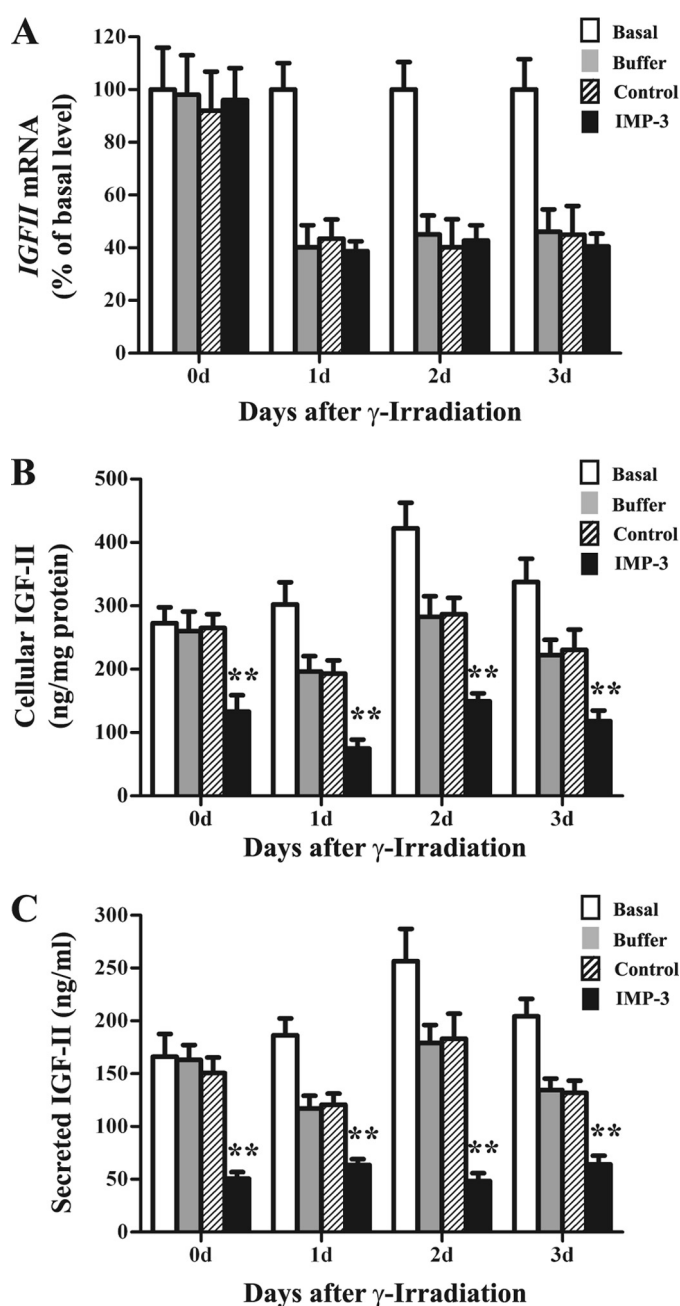 A
IGFII mRNA
(% of basal level)
120
100
80
60
40
20
0
Basal
Buffer
Control
IMP-3
0d 1d 2d 3d
Days after γ-Irradiation
B
Cellular IGF-II
(ng/mg protein)
500
400
300
200
100
0
Basal
Buffer
Control
IMP-3
** ** ** **
0d 1d 2d 3d
Days after γ-Irradiation
C
Secreted IGF-II (ng/ml)
300
250
200
150
100
50
0
Basal
Buffer
Control
IMP-3
** ** ** **
0d 1d 2d 3d
Days after γ-Irradiation